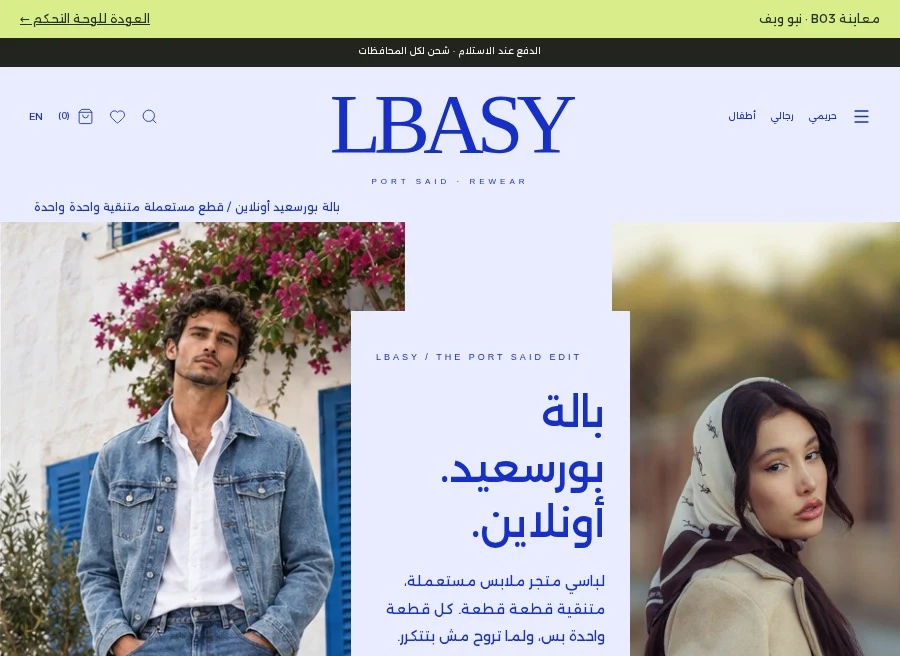 معاينة B03 · نيو ويف
العودة للوحة التحكم ←
الدفع عند الاستلام · شحن لكل المحافظات
حريمي رجالي أطفال
LBASY
(0) EN
PORT SAID · REWEAR
بالة بورسعيد أونلاين / قطع مستعملة متنقية واحدة واحدة
LBASY / THE PORT SAID EDIT
بالة
بورسعيد.
أونلاين.
لباسي متجر ملابس مستعملة،
متنقية قطعة قطعة. كل قطعة
واحدة بس، ولما تروح مش بتتكرر.